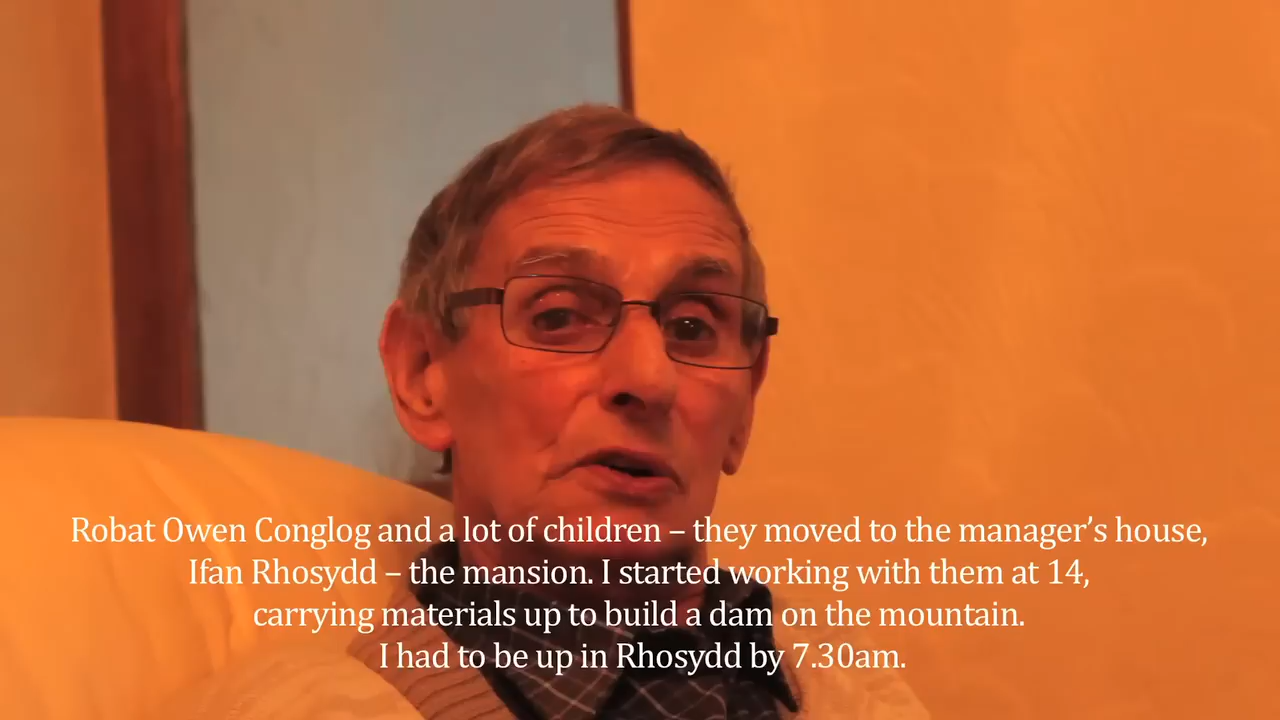 Robat Owen Conglog and a lot of children – they moved to the manager’s house,
Ifan Rhosydd – the mansion. I started working with them at 14,
carrying materials up to build a dam on the mountain.
I had to be up in Rhosydd by 7.30am.